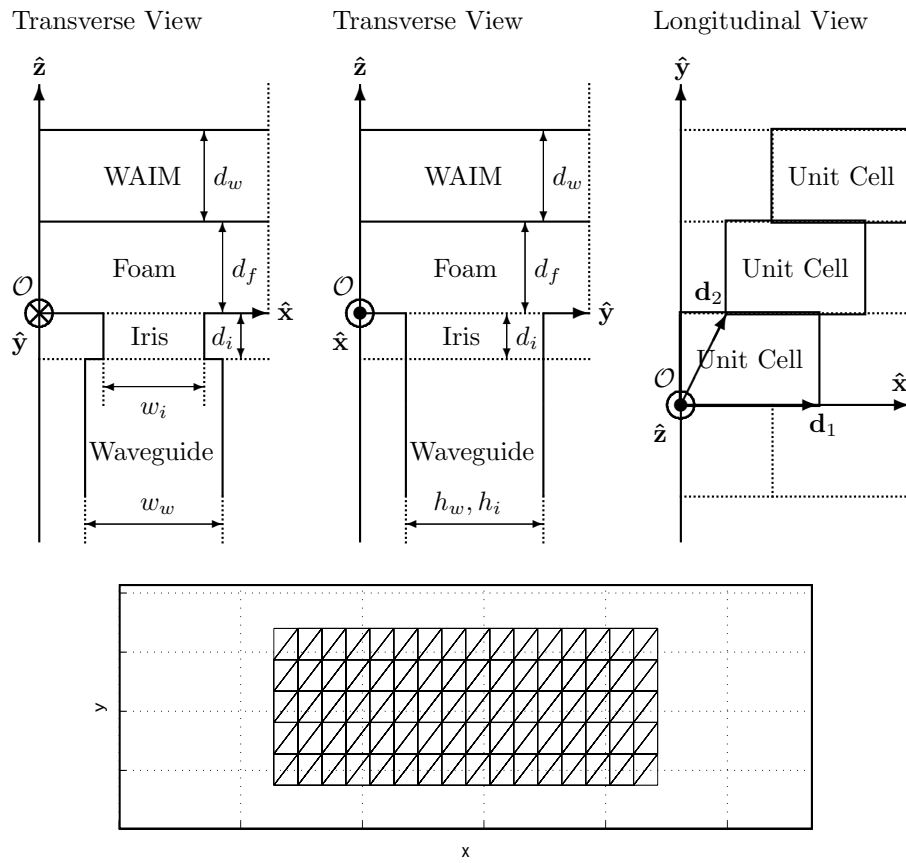 Transverse View
Transverse View
Longitudinal View
ẑ
ẑ
ŷ
WAIM
d_w
WAIM
d_w
Unit Cell
Foam
d_f
Foam
d_f
Unit Cell
𝒪
x̂
𝒪
ŷ
d₂
ŷ
Iris
d_i
x̂
Iris
d_i
Unit Cell
𝒪
x̂
w_i
ẑ
d₁
Waveguide
Waveguide
w_w
h_w, h_i
y
x